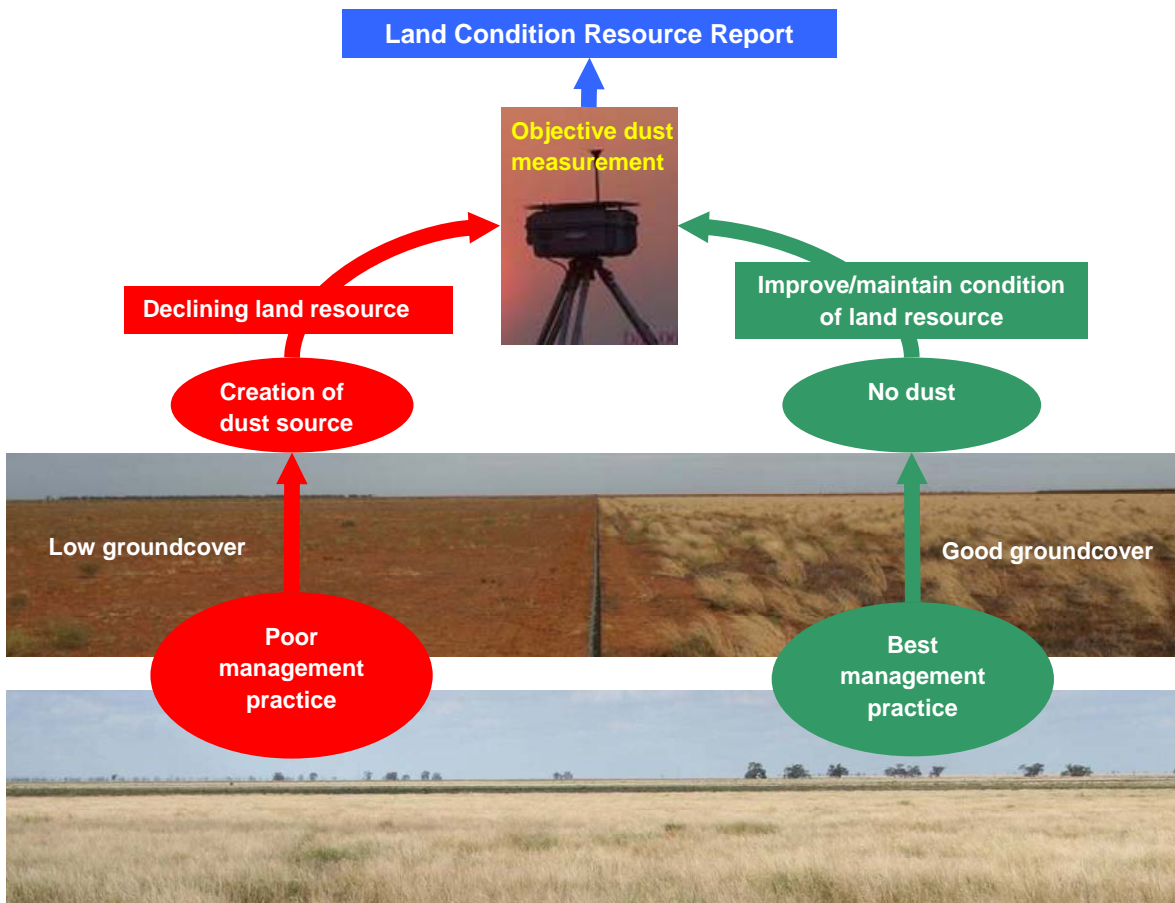 Land Condition Resource Report
Objective dust
measurement
Declining land resource
Improve/maintain condition
of land resource
Creation of
dust source
No dust
Low groundcover
Good groundcover
Poor
management
practice
Best
management
practice